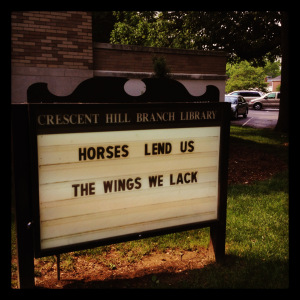 CRESCENT HILL BRANCH LIBRARY
HORSES LEND US
THE WINGS WE LACK